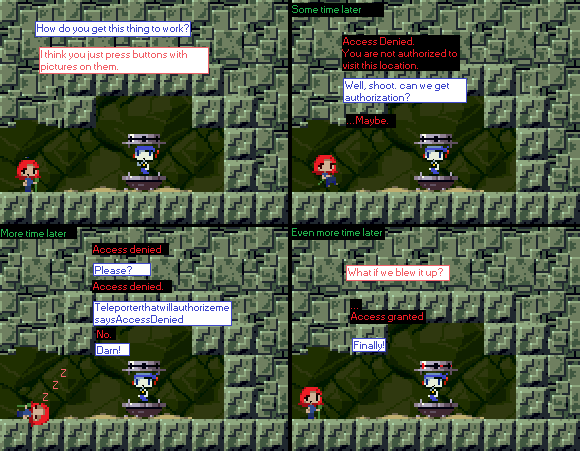 How do you get this thing to work?
I think you just press buttons with
pictures on them.
Some time later
Access Denied.
You are not authorized to
visit this location.
Well, shoot. can we get
authorization?
...Maybe.
More time later
Access denied
Please?
Access denied.
Teleporterthatwillauthorizeme
saysAccessDenied
No.
Darn!
Z
Z
Z
Even more time later
What if we blew it up?
...
Access granted
Finally!